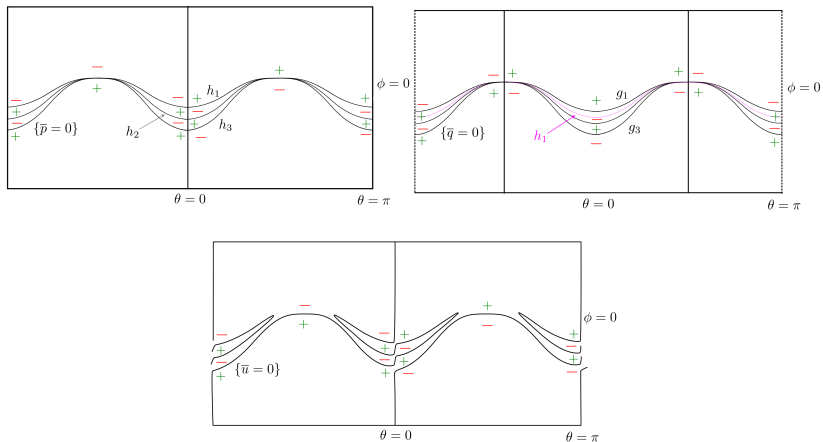 − − +
+ h₁ ϕ = 0
− + − +
+ − + −
{p̄ = 0} − h₂ + h₃ +
+ − − −
θ = 0 θ = π
− + + −
+ − − + ϕ = 0
− + g₁ −
+ − +
{q̄ = 0} − h₁ + g₃ −
+ − +
θ = 0 θ = π
− +
+ − ϕ = 0
− − + +
+ + − −
− {ū = 0} − + +
+ + − −
θ = 0 θ = π